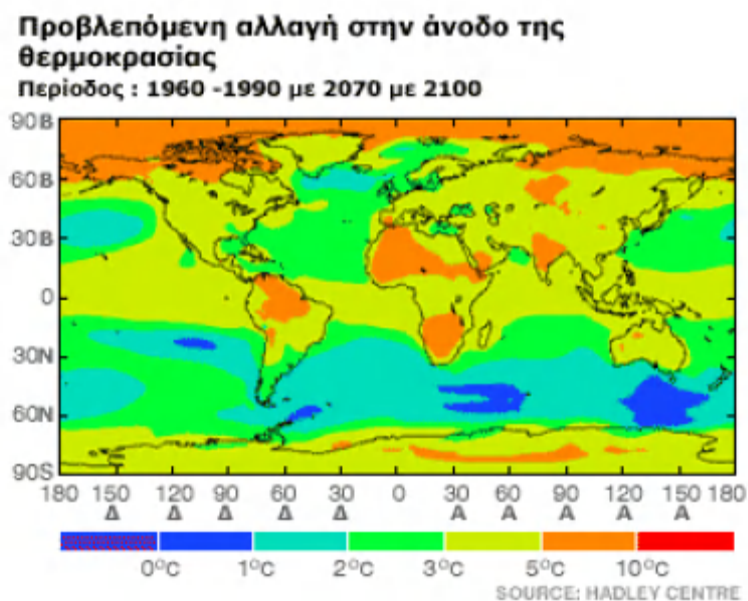 Προβλεπόμενη αλλαγή στην άνοδο της
θερμοκρασίας
Περίοδος : 1960 -1990 με 2070 με 2100
90Β
60Β
30Β
0
30Ν
60Ν
90S
180 150 120 90 60 30 0 30 60 90 120 150 180
Δ Δ Δ Δ Δ Α Α Α Α Α
0°C 1°C 2°C 3°C 5°C 10°C
SOURCE: HADLEY CENTRE